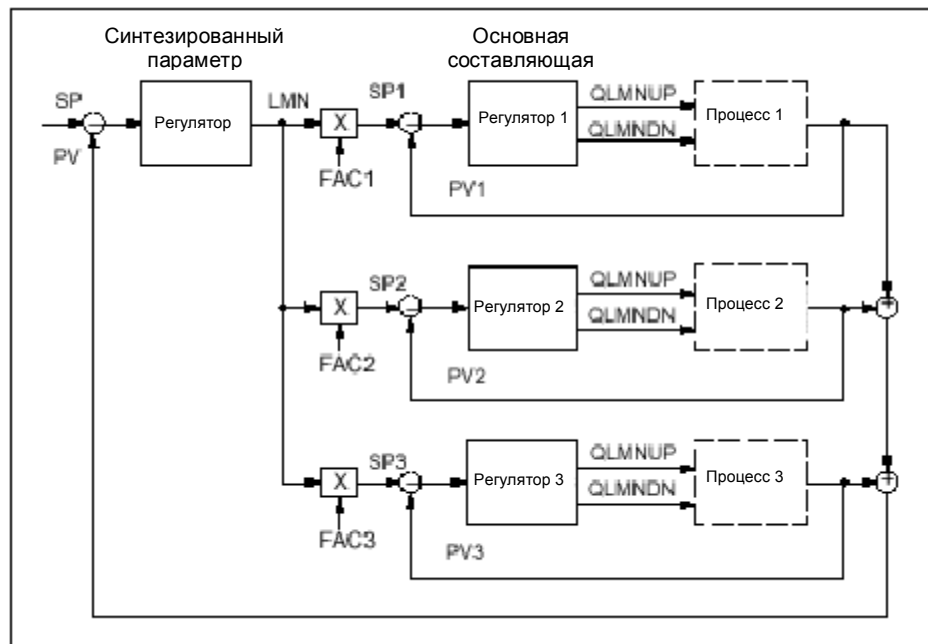 Синтезированный
параметр
Основная
составляющая
SP
PV
Регулятор
LMN
X
FAC1
SP1
PV1
Регулятор 1
QLMNUP
QLMNDN
Процесс 1
X
FAC2
SP2
PV2
Регулятор 2
QLMNUP
QLMNDN
Процесс 2
+
X
FAC3
SP3
PV3
Регулятор 3
QLMNUP
QLMNDN
Процесс 3
+